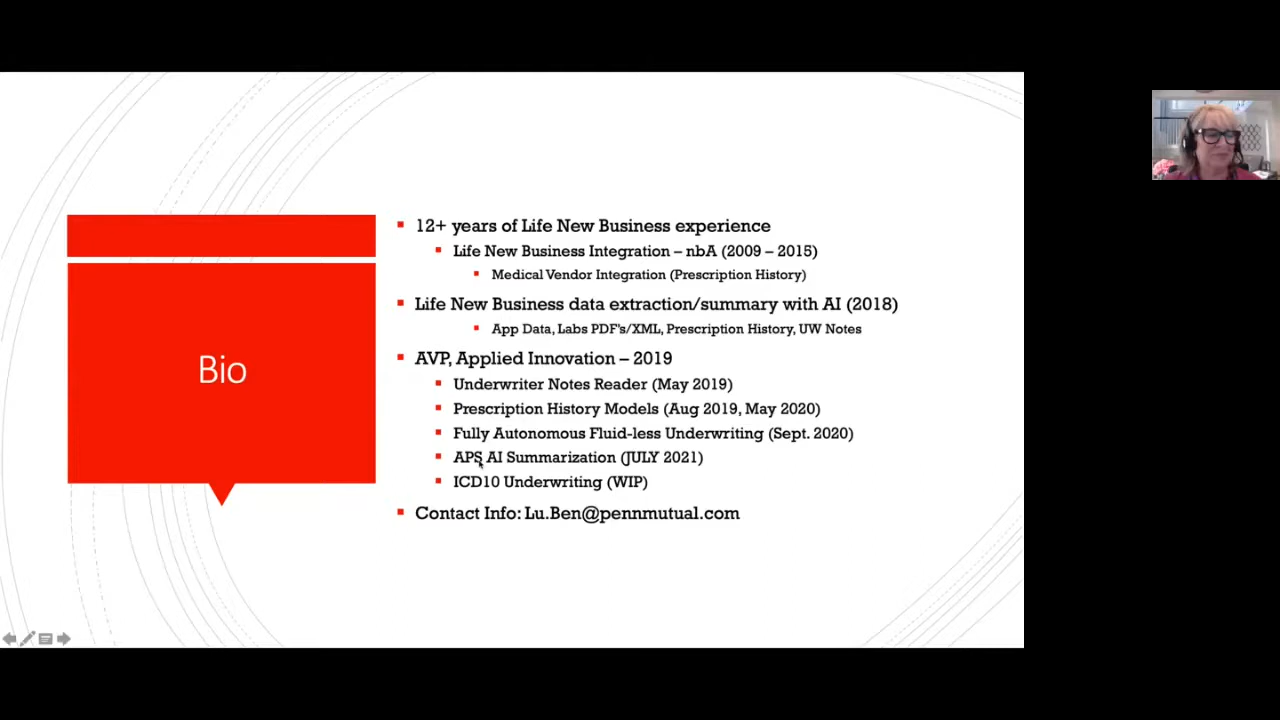 Bio
12+ years of Life New Business experience
Life New Business Integration – nbA (2009 – 2015)
Medical Vendor Integration (Prescription History)
Life New Business data extraction/summary with AI (2018)
App Data, Labs PDF's/XML, Prescription History, UW Notes
AVP, Applied Innovation – 2019
Underwriter Notes Reader (May 2019)
Prescription History Models (Aug 2019, May 2020)
Fully Autonomous Fluid-less Underwriting (Sept. 2020)
APS AI Summarization (JULY 2021)
ICD10 Underwriting (WIP)
Contact Info: Lu.Ben@pennmutual.com